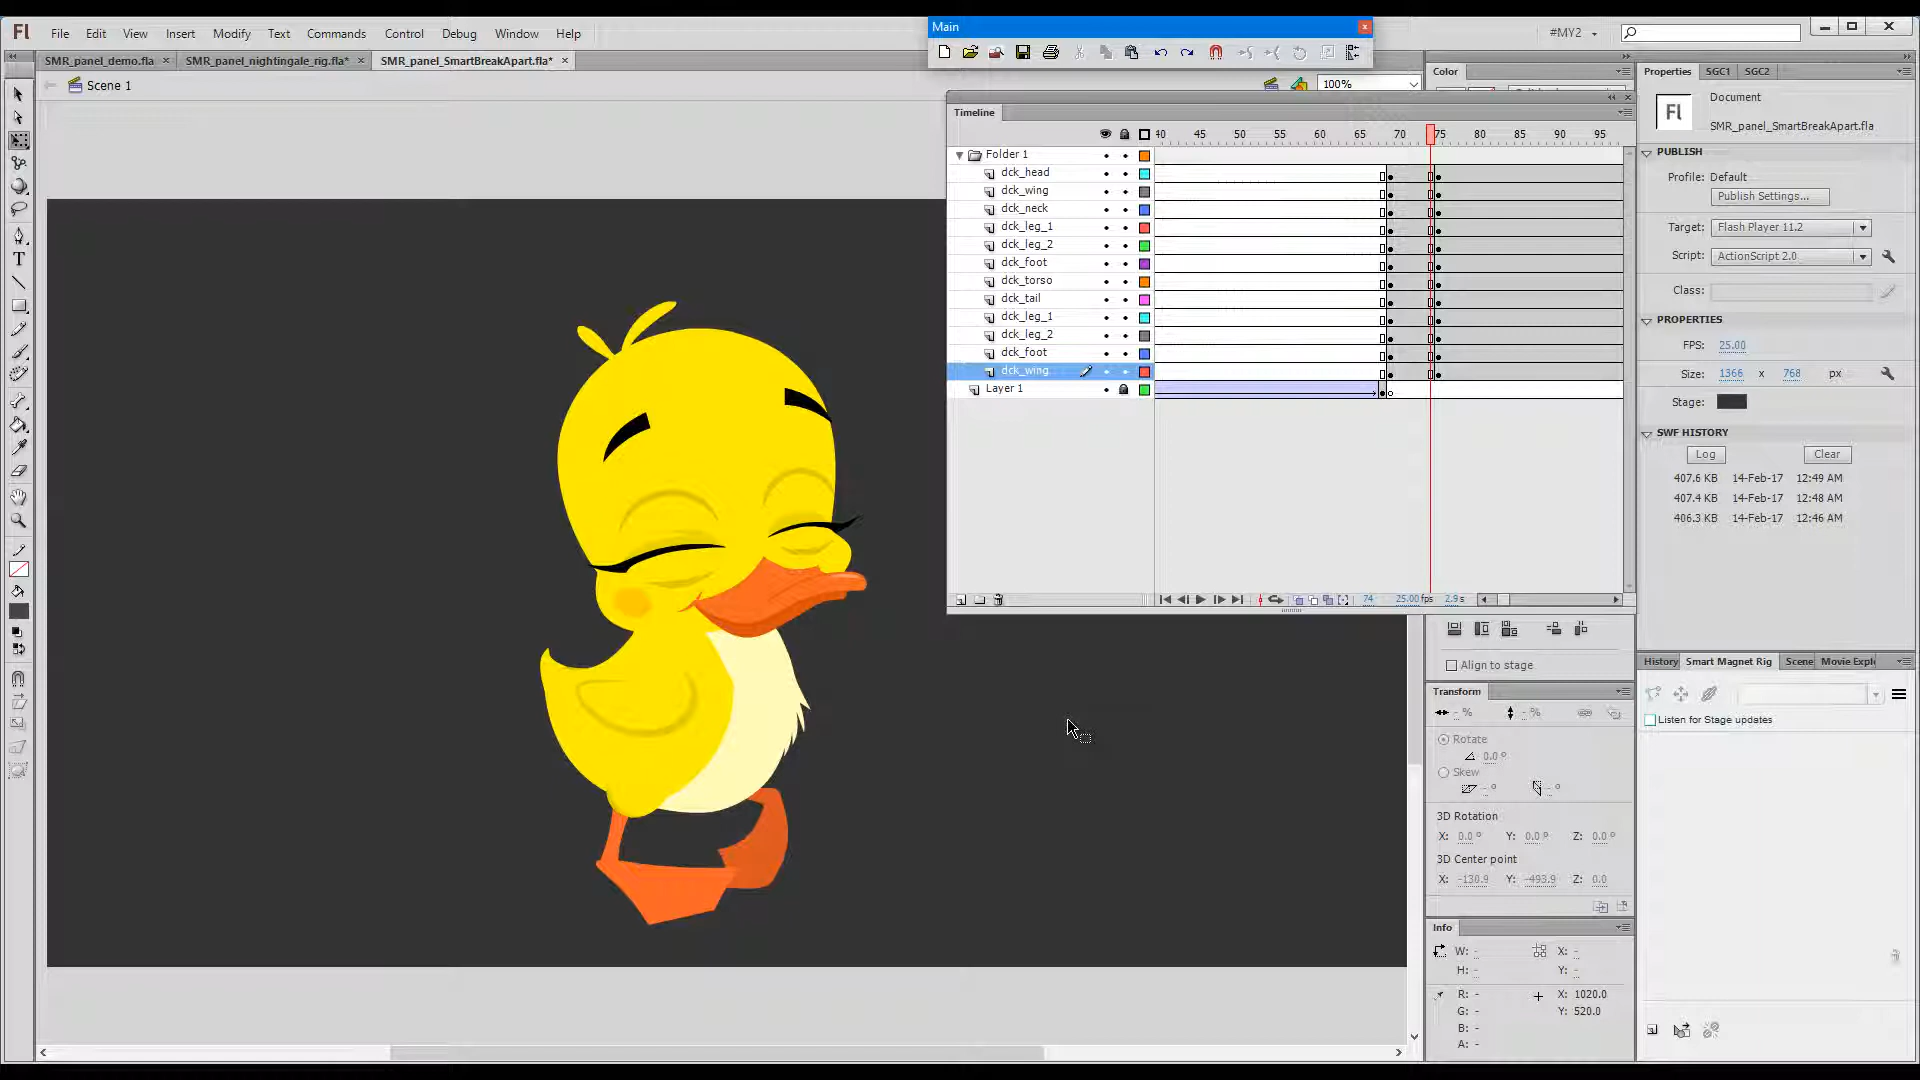 Main
Fl File Edit View Insert Modify Text Commands Control Debug Window Help
#MY2
SMR_panel_demo.fla × SMR_panel_nightingale_rig.fla* × SMR_panel_SmartBreakApart.fla* ×
Scene 1
100%
Timeline
40 45 50 55 60 65 70 75 80 85 90 95
Folder 1
dck_head
dck_wing
dck_neck
dck_leg_1
dck_leg_2
dck_foot
dck_torso
dck_tail
dck_leg_1
dck_leg_2
dck_foot
dck_wing
Layer 1
74 25.00 fps 2.9 s
Color
Properties SGC1 SGC2
Fl
Document
SMR_panel_SmartBreakApart.fla
PUBLISH
Profile: Default
Publish Settings...
Target: Flash Player 11.2
Script: ActionScript 2.0
Class:
PROPERTIES
FPS: 25.00
Size: 1366 x 768 px
Stage:
SWF HISTORY
Log Clear
407.6 KB 14-Feb-17 12:49 AM
407.4 KB 14-Feb-17 12:48 AM
406.3 KB 14-Feb-17 12:46 AM
Align to stage
Transform
- % - %
Rotate
0.0 °
Skew
- ° - °
3D Rotation
X: 0.0 ° Y: 0.0 ° Z: 0.0 °
3D Center point
X: -130.9 Y: -493.9 Z: 0.0
Info
W: - X: -
H: - Y: -
R: - X: 1020.0
G: - Y: 520.0
B: -
A: -
History Smart Magnet Rig Scene Movie Expl
Listen for Stage updates